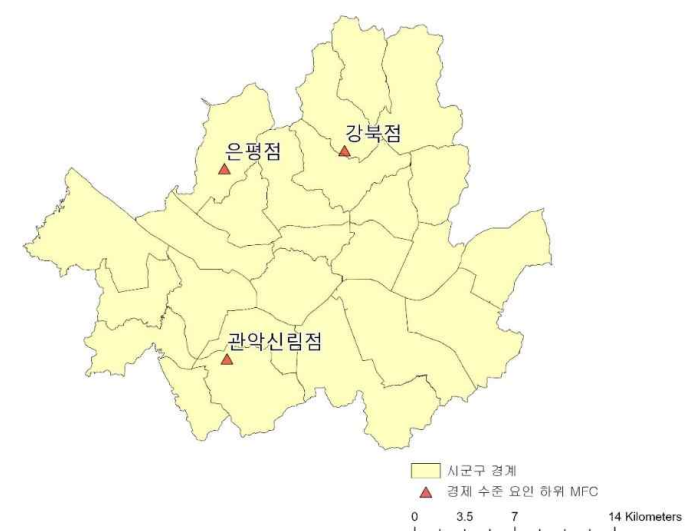 강북점
은평점
관악신림점
시군구 경계
경제 수준 요인 하위 MFC
0 3.5 7 14 Kilometers